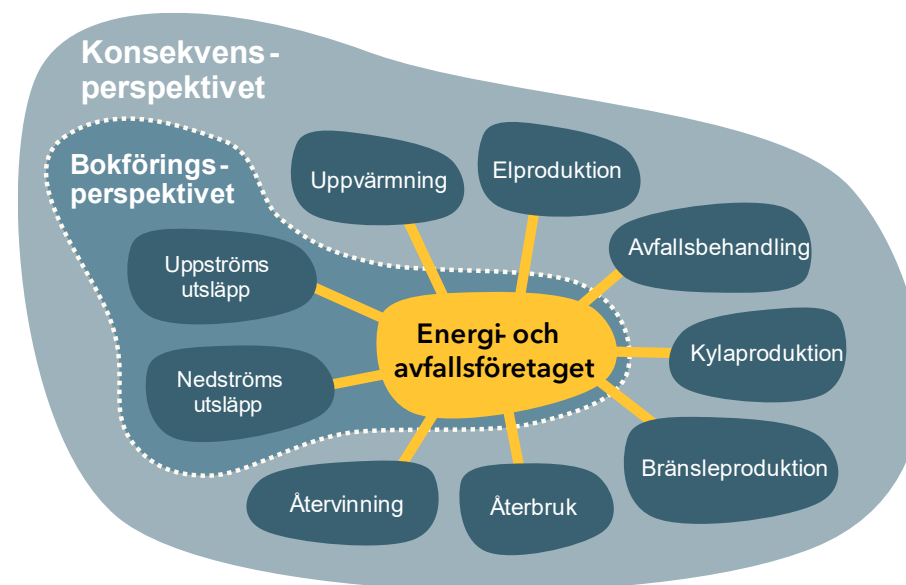 Konsekvens-
perspektivet
Bokförings-
perspektivet
Uppvärmning
Elproduktion
Avfallsbehandling
Uppströms
utsläpp
Energi- och
avfallsföretaget
Kylaproduktion
Nedströms
utsläpp
Bränsleproduktion
Återvinning
Återbruk